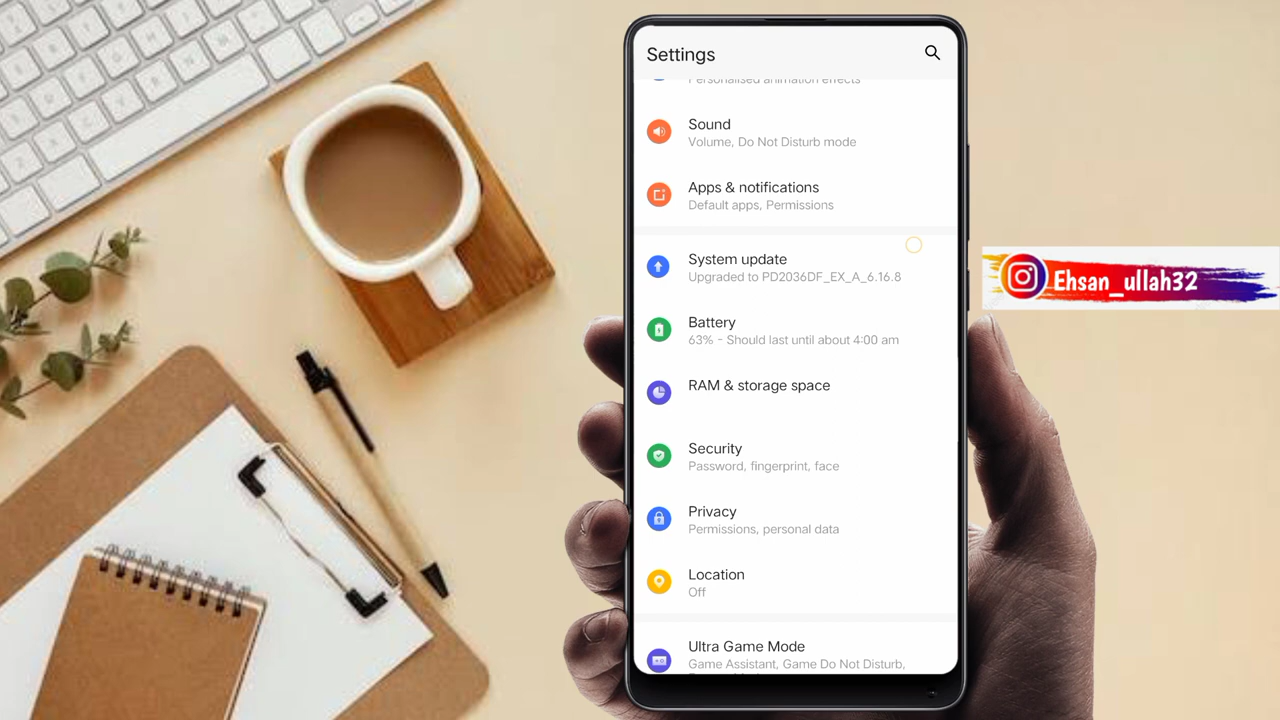 Settings
Personalised animation effects
Sound
Volume, Do Not Disturb mode
Apps & notifications
Default apps, Permissions
System update
Upgraded to PD2036DF_EX_A_6.16.8
Battery
63% - Should last until about 4:00 am
RAM & storage space
Security
Password, fingerprint, face
Privacy
Permissions, personal data
Location
Off
Ultra Game Mode
Game Assistant, Game Do Not Disturb,
Ehsan_ullah32